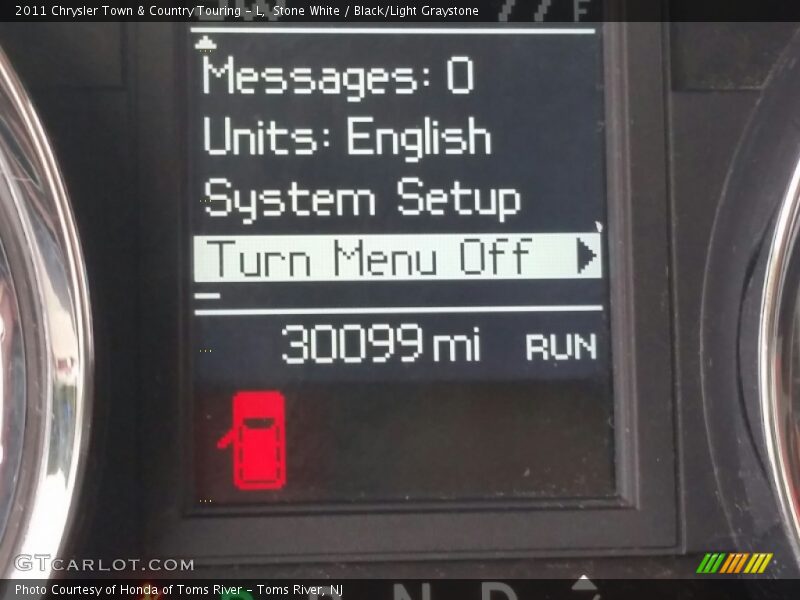 2011 Chrysler Town & Country Touring - L, Stone White / Black/Light Graystone
F
Messages: 0
Units: English
System Setup
Turn Menu Off
30099 mi RUN
GTCARLOT.COM
Photo Courtesy of Honda of Toms River - Toms River, NJ
N D